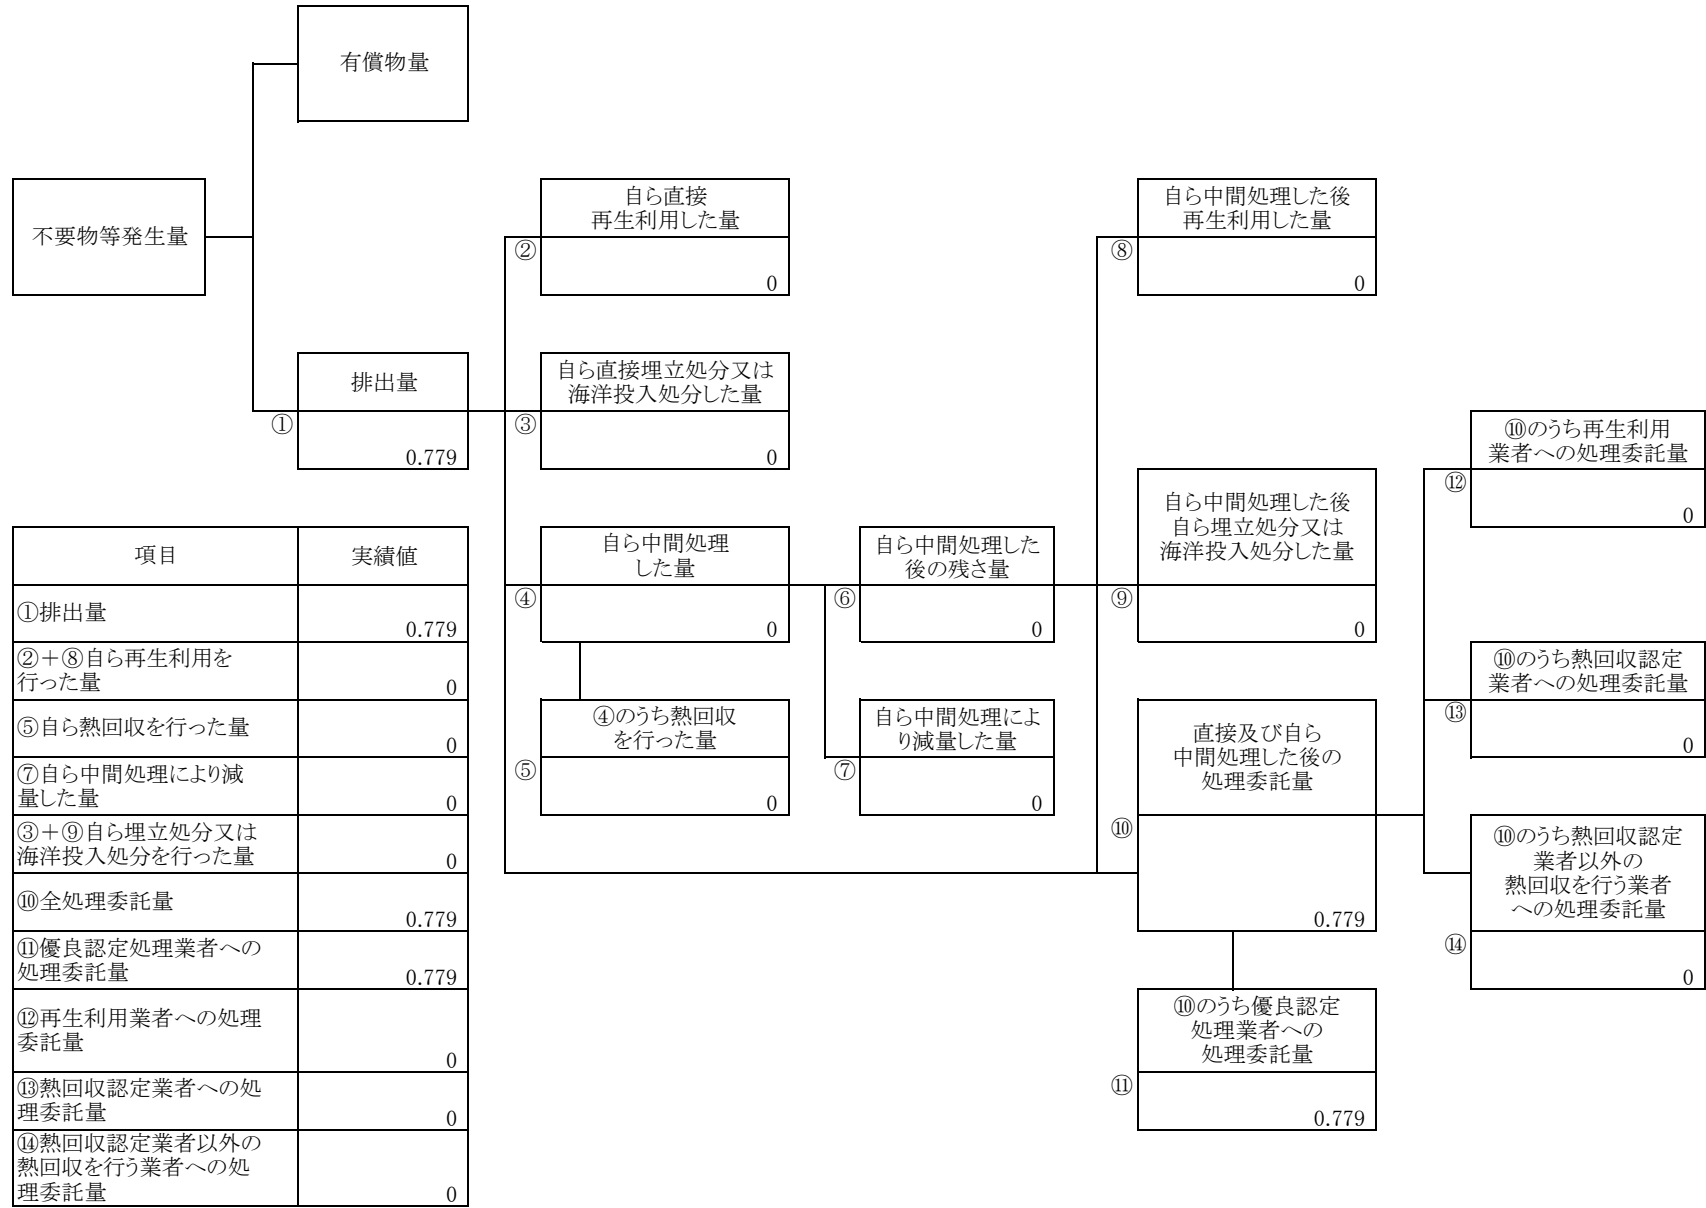 有償物量
不要物等発生量
自ら直接
再生利用した量
②
0
自ら中間処理した後
再生利用した量
⑧
0
排出量
①
0.779
自ら直接埋立処分又は
海洋投入処分した量
③
0
⑩のうち再生利用
業者への処理委託量
⑫
0
自ら中間処理
した量
④
0
自ら中間処理した
後の残さ量
⑥
0
自ら中間処理した後
自ら埋立処分又は
海洋投入処分した量
⑨
0
⑩のうち熱回収認定
業者への処理委託量
⑬
0
④のうち熱回収
を行った量
⑤
0
自ら中間処理によ
り減量した量
⑦
0
直接及び自ら
中間処理した後の
処理委託量
⑩
0.779
⑩のうち熱回収認定
業者以外の
熱回収を行う業者
への処理委託量
⑭
0
⑩のうち優良認定
処理業者への
処理委託量
⑪
0.779
項目 実績値
①排出量
0.779
②＋⑧自ら再生利用を
行った量
0
⑤自ら熱回収を行った量
0
⑦自ら中間処理により減
量した量
0
③＋⑨自ら埋立処分又は
海洋投入処分を行った量
0
⑩全処理委託量
0.779
⑪優良認定処理業者への
処理委託量
0.779
⑫再生利用業者への処理
委託量
0
⑬熱回収認定業者への処
理委託量
0
⑭熱回収認定業者以外の
熱回収を行う業者への処
理委託量
0